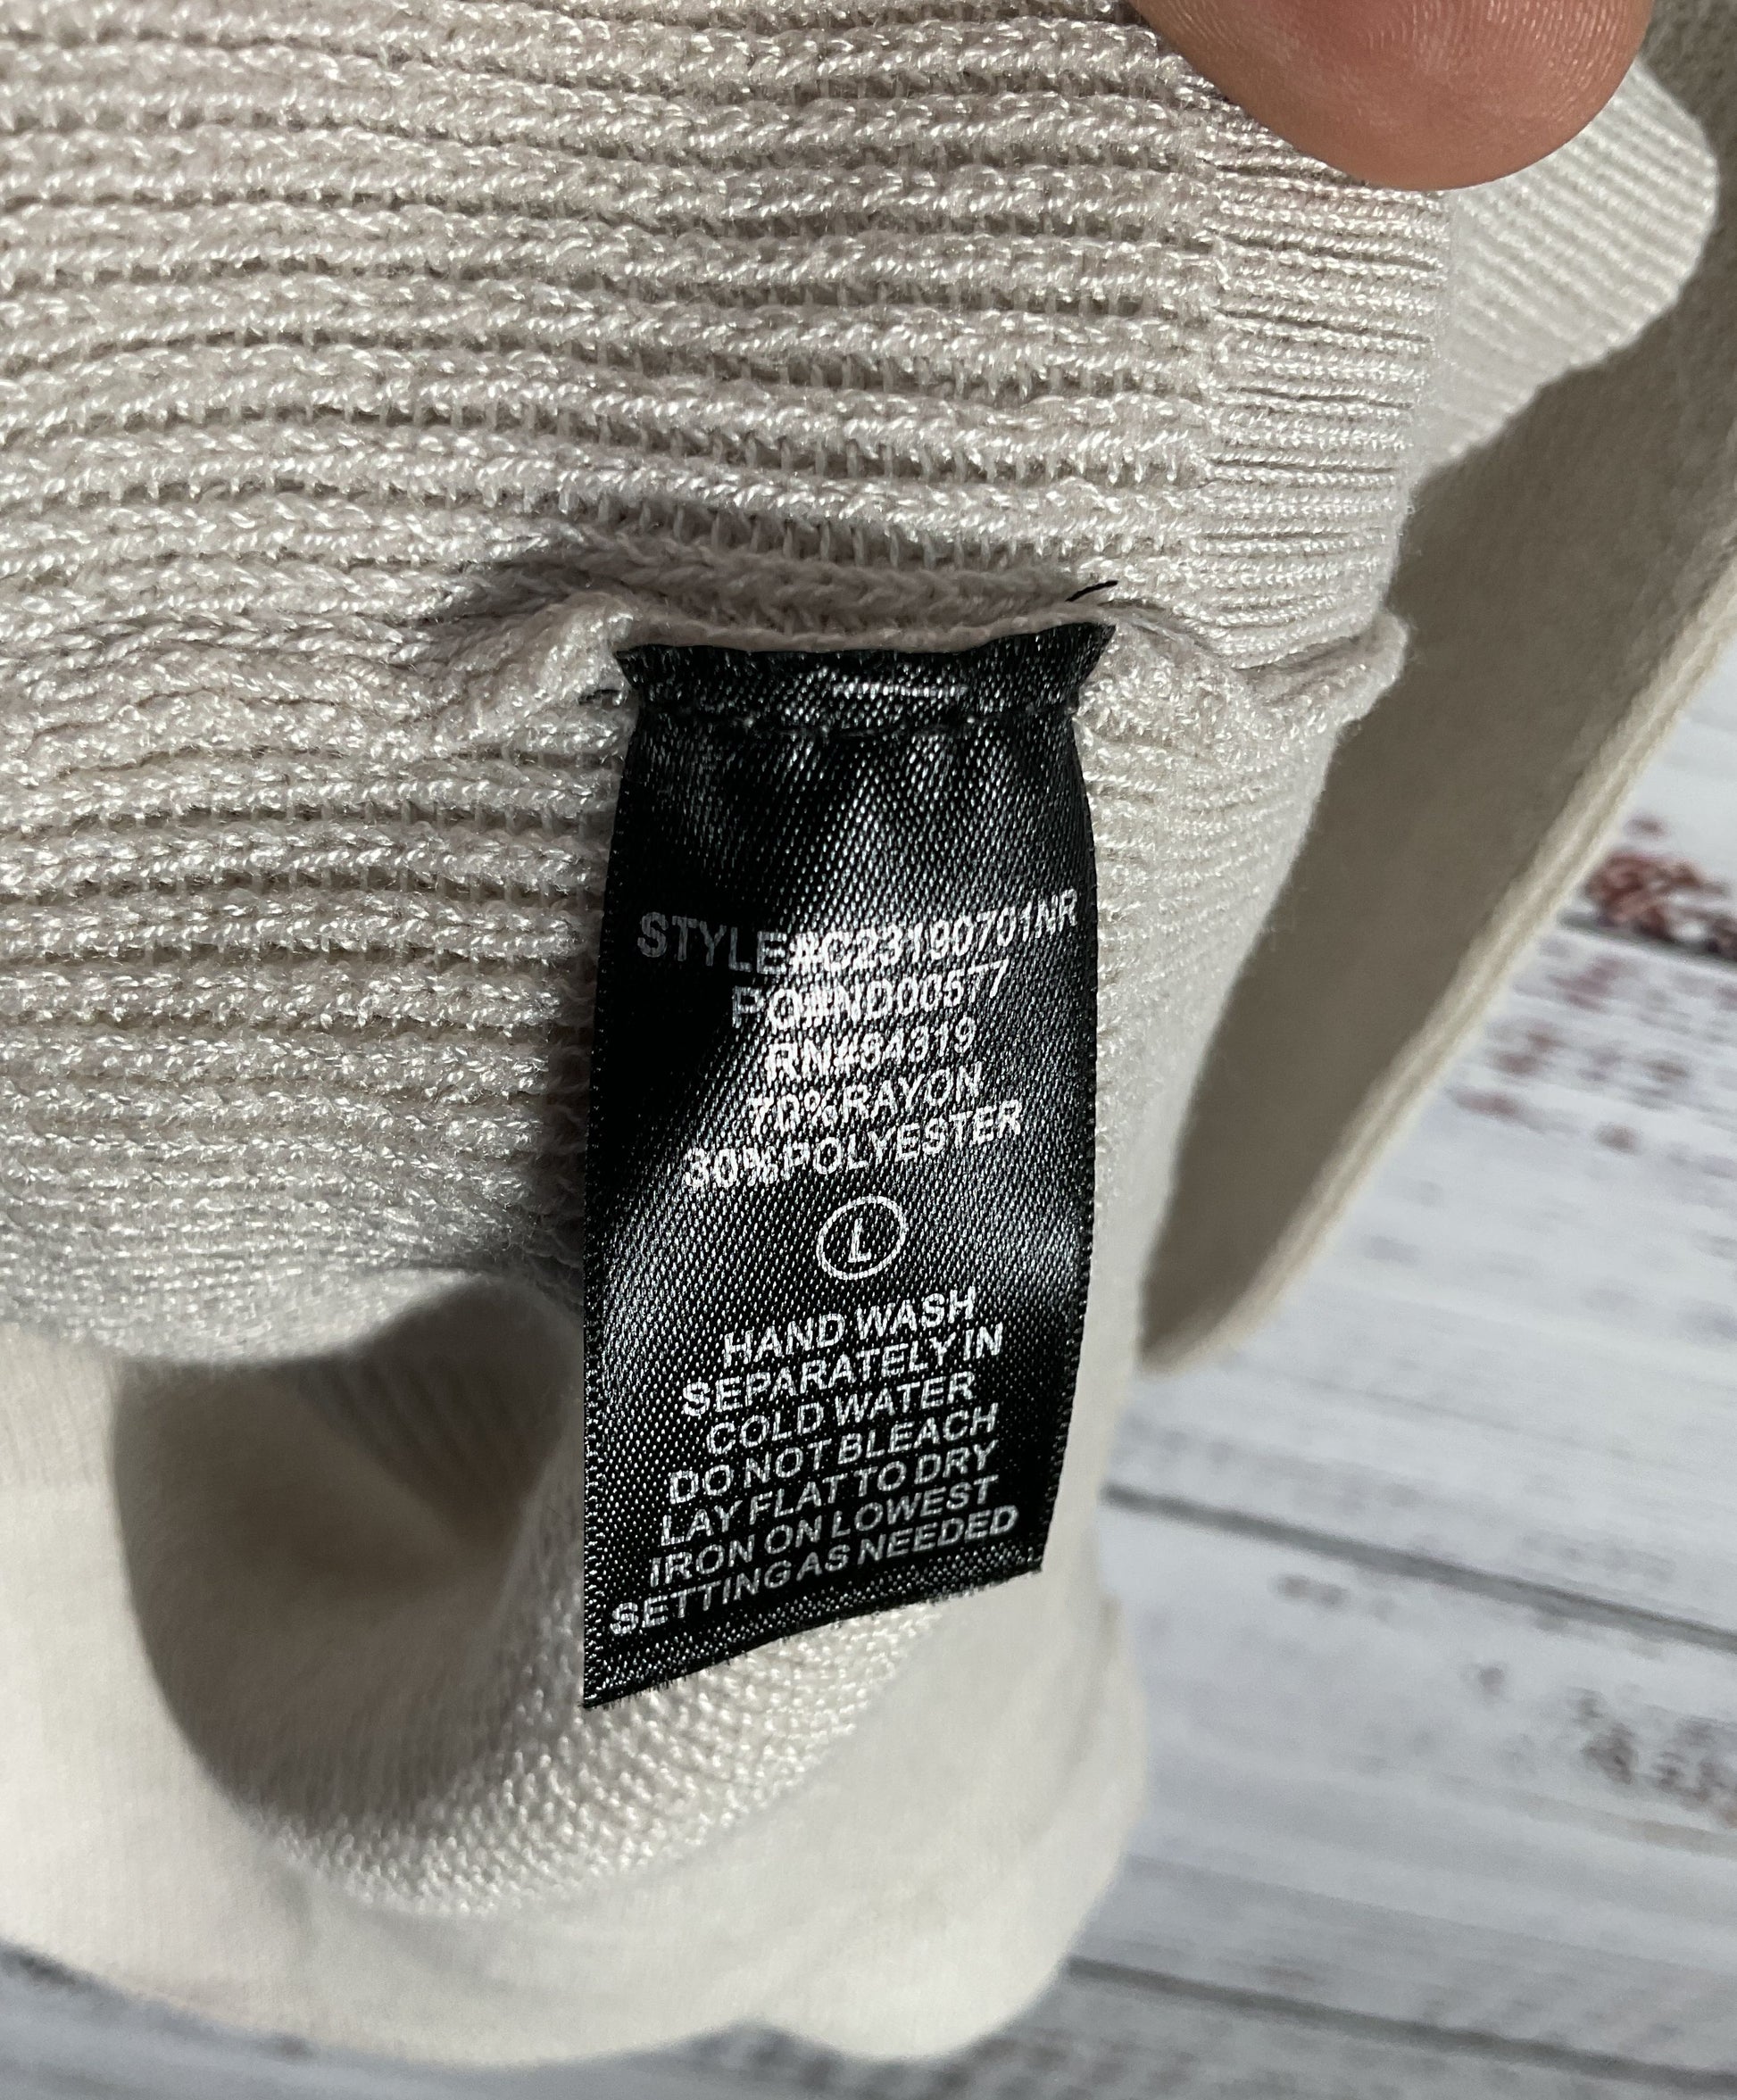 STYLE#C23190701NR
PO#ND00577
RN#84319
70%RAYON
30%POLYESTER
L
HAND WASH
SEPARATELY IN
COLD WATER
DO NOT BLEACH
LAY FLAT TO DRY
IRON ON LOWEST
SETTING AS NEEDED